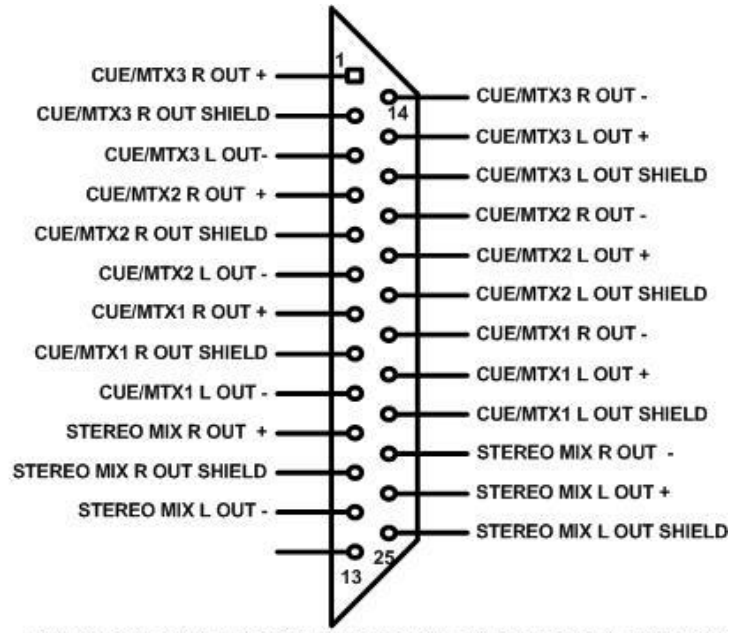 1
CUE/MTX3 R OUT +
CUE/MTX3 R OUT -
14
CUE/MTX3 R OUT SHIELD
CUE/MTX3 L OUT +
CUE/MTX3 L OUT-
CUE/MTX3 L OUT SHIELD
CUE/MTX2 R OUT +
CUE/MTX2 R OUT -
CUE/MTX2 R OUT SHIELD
CUE/MTX2 L OUT +
CUE/MTX2 L OUT -
CUE/MTX2 L OUT SHIELD
CUE/MTX1 R OUT +
CUE/MTX1 R OUT -
CUE/MTX1 R OUT SHIELD
CUE/MTX1 L OUT +
CUE/MTX1 L OUT -
CUE/MTX1 L OUT SHIELD
STEREO MIX R OUT +
STEREO MIX R OUT -
STEREO MIX R OUT SHIELD
STEREO MIX L OUT +
STEREO MIX L OUT -
STEREO MIX L OUT SHIELD
25
13